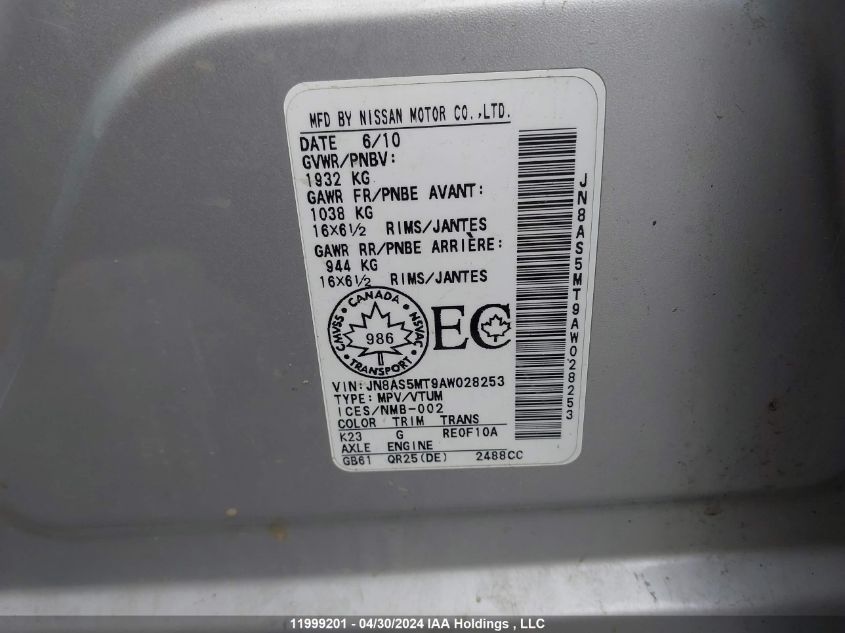 MFD BY NISSAN MOTOR CO.,LTD.
DATE 6/10
GVWR/PNBV:
1932 KG
GAWR FR/PNBE AVANT:
1038 KG
16X6½ RIMS/JANTES
GAWR RR/PNBE ARRIÈRE:
944 KG
16X6½ RIMS/JANTES
CMVSS • CANADA • NSVAC • TRANSPORT •
986
EC
VIN:JN8AS5MT9AW028253
TYPE:MPV/VTUM
ICES/NMB-002
COLOR TRIM TRANS
K23 G RE0F10A
AXLE ENGINE
GB61 QR25(DE) 2488CC
JN8AS5MT9AW028253
11999201 - 04/30/2024 IAA Holdings , LLC